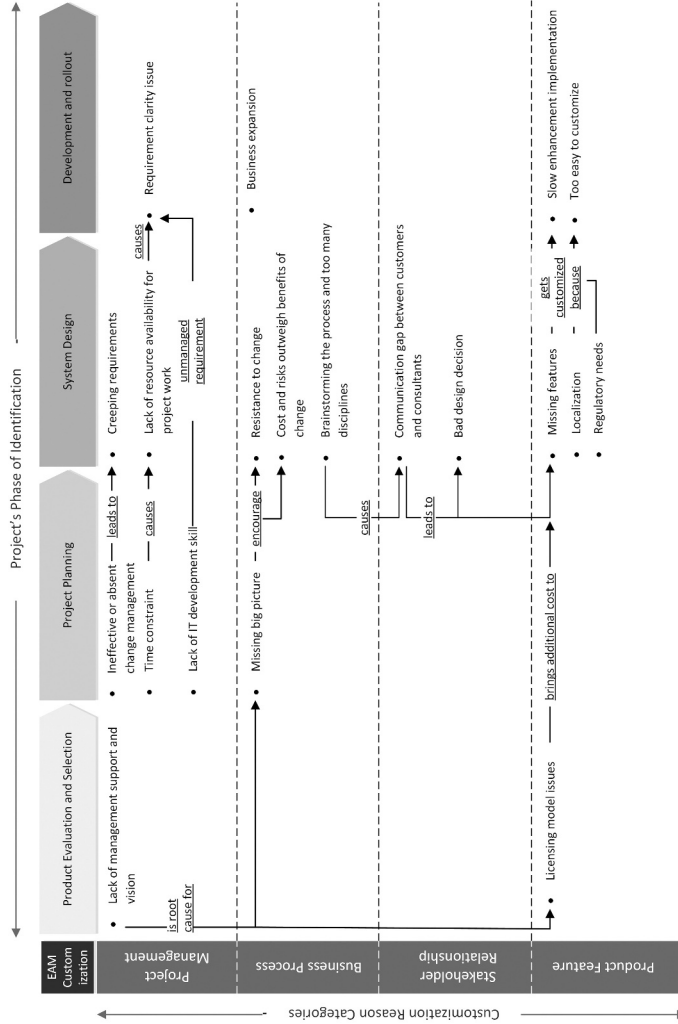 Project's Phase of Identification
EAM
Custom
ization
Product Evaluation and Selection
Project Planning
System Design
Development and rollout
Customization Reason Categories
Project
Management
• Lack of management support and
vision
is root
cause for
• Ineffective or absent
change management
leads to
• Creeping requirements
• Time constraint
causes
• Lack of resource availability for
project work
causes
• Requirement clarity issue
• Lack of IT development skill
unmanaged
requirement
Business Process
• Missing big picture
encourage
• Resistance to change
• Cost and risks outweigh benefits of
change
• Brainstorming the process and too many
disciplines
• Business expansion
causes
Stakeholder
Relationship
• Communication gap between customers
and consultants
leads to
• Bad design decision
Product Feature
• Licensing model issues
brings additional cost to
• Missing features
• Localization
• Regulatory needs
gets
customized
because
• Slow enhancement implementation
• Too easy to customize